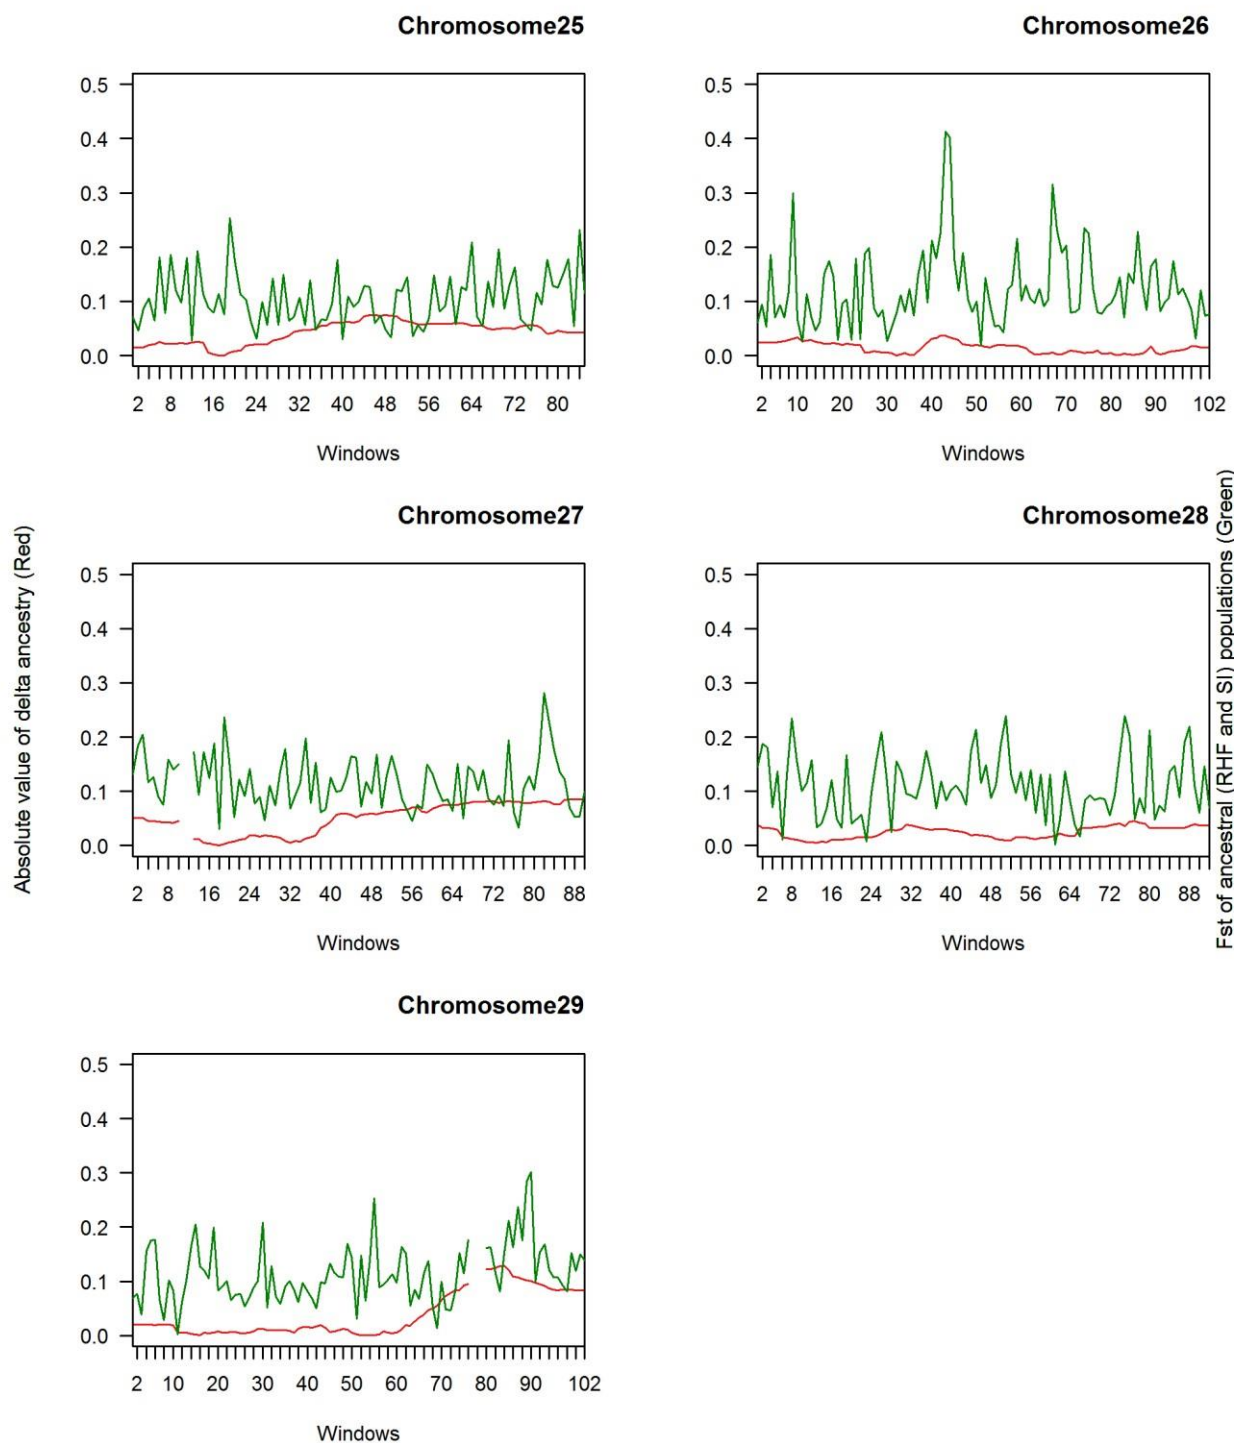 Chromosome25
0.5
0.4
0.3
0.2
0.1
0.0
2 8 16 24 32 40 48 56 64 72 80
Windows
Chromosome26
0.5
0.4
0.3
0.2
0.1
0.0
2 10 20 30 40 50 60 70 80 90 102
Windows
Absolute value of delta ancestry (Red)
Chromosome27
0.5
0.4
0.3
0.2
0.1
0.0
2 8 16 24 32 40 48 56 64 72 80 88
Windows
Chromosome28
0.5
0.4
0.3
0.2
0.1
0.0
2 8 16 24 32 40 48 56 64 72 80 88
Windows
Fst of ancestral (RHF and SI) populations (Green)
Chromosome29
0.5
0.4
0.3
0.2
0.1
0.0
2 10 20 30 40 50 60 70 80 90 102
Windows